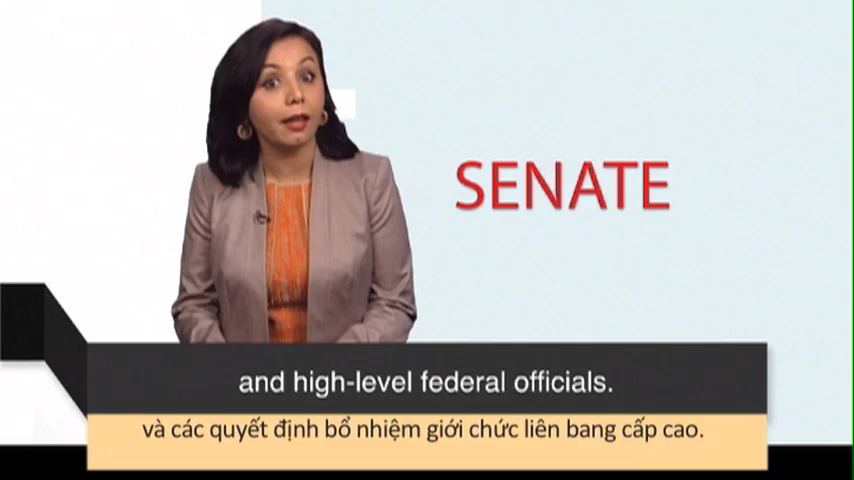 SENATE
and high-level federal officials.
và các quyết định bổ nhiệm giới chức liên bang cấp cao.